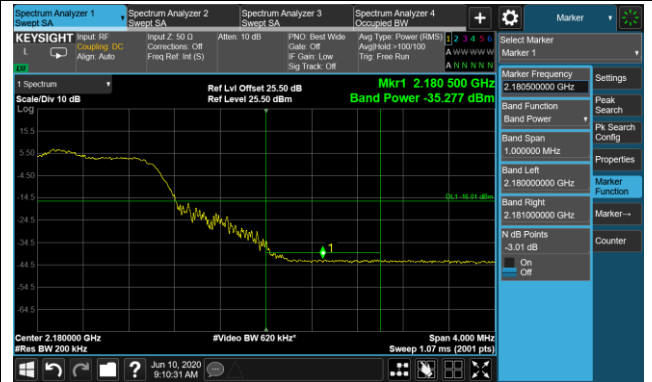 Spectrum Analyzer 1
Swept SA
Spectrum Analyzer 2
Swept SA
Spectrum Analyzer 3
Swept SA
Spectrum Analyzer 4
Occupied BW
+
Marker
KEYSIGHT
L
Input: RF
Coupling: DC
Align: Auto
Input Z: 50 Ω
Corrections: Off
Freq Ref: Int (S)
Atten: 10 dB
PNO: Best Wide
Gate: Off
IF Gain: Low
Sig Track: Off
Avg Type: Power (RMS)
Avg|Hold >100/100
Trig: Free Run
1 2 3 4 5 6
A W W W W W
A N N N N N
1 Spectrum
Scale/Div 10 dB
Log
Ref Lvl Offset 25.50 dB
Ref Level 25.50 dBm
Mkr1 2.180 500 GHz
Band Power -35.277 dBm
15.5
5.50
-4.50
-14.5
-24.5
-34.5
-44.5
-54.5
-64.5
DL1 -16.01 dBm
1
Center 2.180000 GHz
#Res BW 200 kHz
#Video BW 620 kHz*
Span 4.000 MHz
Sweep 1.07 ms (2001 pts)
Select Marker
Marker 1
Marker Frequency
2.180500000 GHz
Band Function
Band Power
Band Span
1.000000 MHz
Band Left
2.180000000 GHz
Band Right
2.181000000 GHz
N dB Points
-3.01 dB
On
Off
Settings
Peak
Search
Pk Search
Config
Properties
Marker
Function
Marker→
Counter
?
Jun 10, 2020
9:10:31 AM